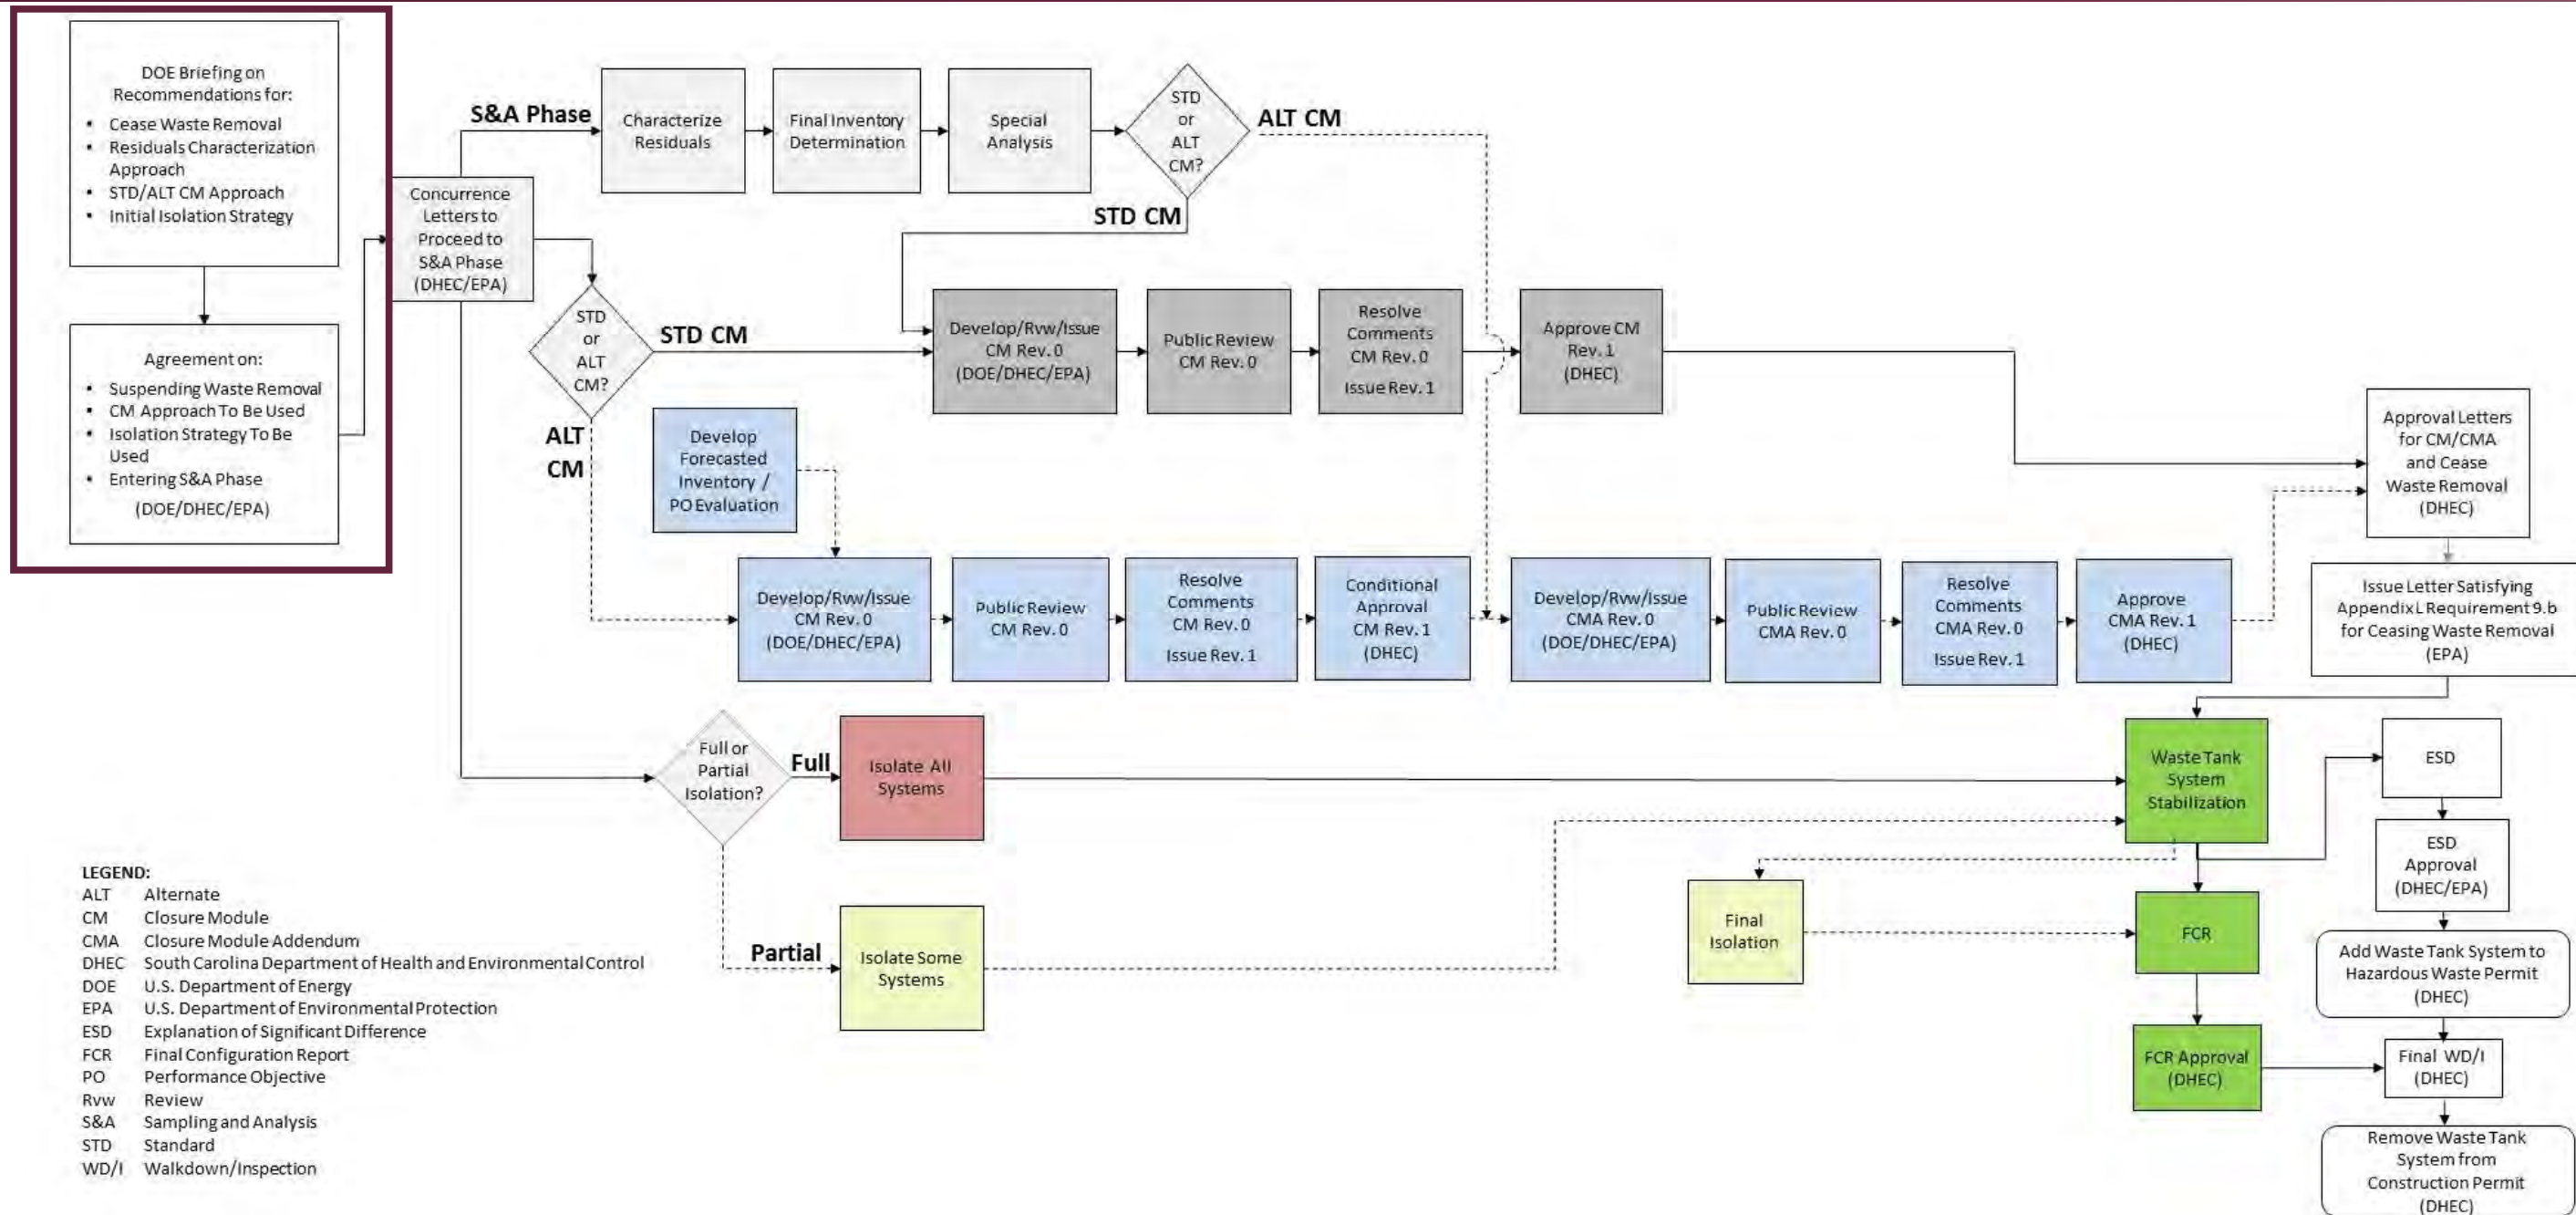 DOE Briefing on
Recommendations for:
▪ Cease Waste Removal
▪ Residuals Characterization
Approach
▪ STD/ALT CM Approach
▪ Initial Isolation Strategy
Agreement on:
▪ Suspending Waste Removal
▪ CM Approach To Be Used
▪ Isolation Strategy To Be
Used
▪ Entering S&A Phase
(DOE/DHEC/EPA)
Concurrence
Letters to
Proceed to
S&A Phase
(DHEC/EPA)
S&A Phase
Characterize
Residuals
Final Inventory
Determination
Special
Analysis
STD
or
ALT
CM?
ALT CM
STD CM
STD
or
ALT
CM?
STD CM
ALT
CM
Develop/Rvw/Issue
CM Rev. 0
(DOE/DHEC/EPA)
Public Review
CM Rev. 0
Resolve
Comments
CM Rev. 0
Issue Rev. 1
Approve CM
Rev. 1
(DHEC)
Develop
Forecasted
Inventory /
PO Evaluation
Develop/Rvw/Issue
CM Rev. 0
(DOE/DHEC/EPA)
Public Review
CM Rev. 0
Resolve
Comments
CM Rev. 0
Issue Rev. 1
Conditional
Approval
CM Rev. 1
(DHEC)
Develop/Rvw/Issue
CMA Rev. 0
(DOE/DHEC/EPA)
Public Review
CMA Rev. 0
Resolve
Comments
CMA Rev. 0
Issue Rev. 1
Approve
CMA Rev. 1
(DHEC)
Approval Letters
for CM/CMA
and Cease
Waste Removal
(DHEC)
Issue Letter Satisfying
Appendix L Requirement 9.b
for Ceasing Waste Removal
(EPA)
Full or
Partial
Isolation?
Full
Isolate All
Systems
Partial
Isolate Some
Systems
Waste Tank
System
Stabilization
Final
Isolation
FCR
FCR Approval
(DHEC)
ESD
ESD
Approval
(DHEC/EPA)
Add Waste Tank System to
Hazardous Waste Permit
(DHEC)
Final WD/I
(DHEC)
Remove Waste Tank
System from
Construction Permit
(DHEC)
LEGEND:
ALT Alternate
CM Closure Module
CMA Closure Module Addendum
DHEC South Carolina Department of Health and Environmental Control
DOE U.S. Department of Energy
EPA U.S. Department of Environmental Protection
ESD Explanation of Significant Difference
FCR Final Configuration Report
PO Performance Objective
Rvw Review
S&A Sampling and Analysis
STD Standard
WD/I Walkdown/Inspection